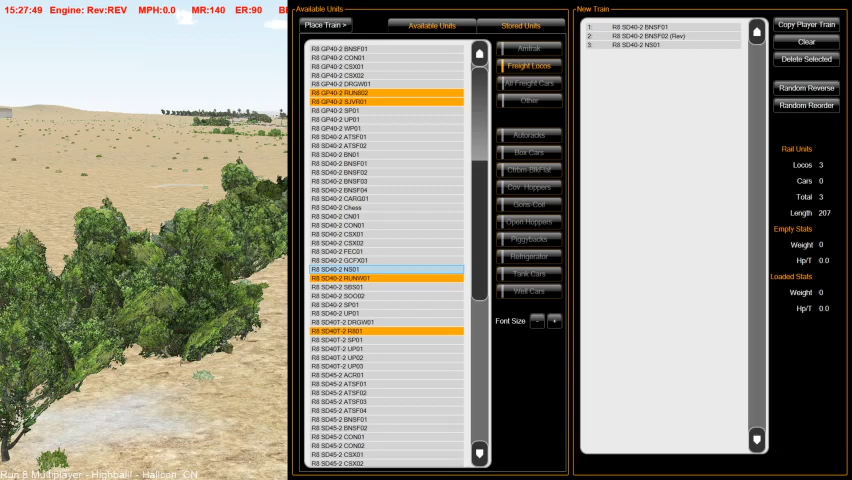 15:27:49 Engine: Rev:REV MPH:0.0 MR:140 ER:90
Available Units
Place Train >
Available Units
Stored Units
R8 GP40-2 BNSF01
R8 GP40-2 CON01
R8 GP40-2 CSX01
R8 GP40-2 CSX02
R8 GP40-2 DRGW01
R8 GP40-2 RUN802
R8 GP40-2 SJVR01
R8 GP40-2 SP01
R8 GP40-2 UP01
R8 GP40-2 WP01
R8 SD40-2 ATSF01
R8 SD40-2 ATSF02
R8 SD40-2 BN01
R8 SD40-2 BNSF01
R8 SD40-2 BNSF02
R8 SD40-2 BNSF03
R8 SD40-2 BNSF04
R8 SD40-2 CARG01
R8 SD40-2 Chess
R8 SD40-2 CN01
R8 SD40-2 CON01
R8 SD40-2 CSX01
R8 SD40-2 CSX02
R8 SD40-2 FEC01
R8 SD40-2 GCFX01
R8 SD40-2 NS01
R8 SD40-2 RUNW01
R8 SD40-2 SBS01
R8 SD40-2 SOO02
R8 SD40-2 SP01
R8 SD40-2 UP01
R8 SD40T-2 DRGW01
R8 SD40T-2 R801
R8 SD40T-2 SP01
R8 SD40T-2 UP01
R8 SD40T-2 UP02
R8 SD40T-2 UP03
R8 SD45-2 ACR01
R8 SD45-2 ATSF01
R8 SD45-2 ATSF02
R8 SD45-2 ATSF03
R8 SD45-2 ATSF04
R8 SD45-2 BNSF01
R8 SD45-2 BNSF02
R8 SD45-2 CON01
R8 SD45-2 CON02
R8 SD45-2 CSX01
R8 SD45-2 CSX02
Amtrak
Freight Locos
All Freight Cars
Other
Autoracks
Box Cars
Ctrbm-BlkFlat
Cov. Hoppers
Gons-Coil
Open Hoppers
Piggybacks
Refrigerator
Tank Cars
Well Cars
Font Size - +
New Train
1: R8 SD40-2 BNSF01
2: R8 SD40-2 BNSF02 (Rev)
3: R8 SD40-2 NS01
Copy Player Train
Clear
Delete Selected
Random Reverse
Random Reorder
Rail Units
Locos 3
Cars 0
Total 3
Length 207
Empty Stats
Weight 0
Hp/T 0.0
Loaded Stats
Weight 0
Hp/T 0.0
Run 8 Multiplayer - Highball! - Halicon_CN